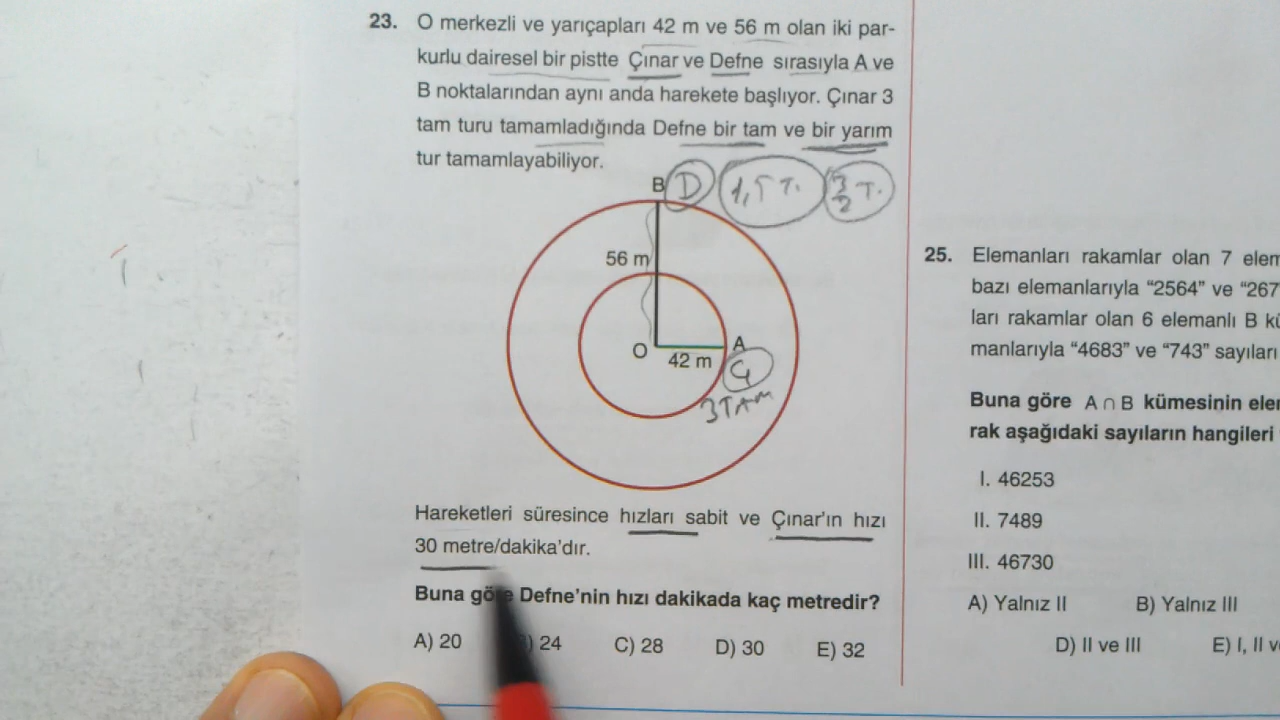 23. O merkezli ve yarıçapları 42 m ve 56 m olan iki par-
kurlu dairesel bir pistte Çınar ve Defne sırasıyla A ve
B noktalarından aynı anda harekete başlıyor. Çınar 3
tam turu tamamladığında Defne bir tam ve bir yarım
tur tamamlayabiliyor.
B D 1,5 T. 3/2 T.
56 m
O A
42 m Ç
3 TAM
Hareketleri süresince hızları sabit ve Çınar'ın hızı
30 metre/dakika'dır.
Buna göre Defne'nin hızı dakikada kaç metredir?
A) 20 B) 24 C) 28 D) 30 E) 32
25. Elemanları rakamlar olan 7 elem
bazı elemanlarıyla "2564" ve "267
ları rakamlar olan 6 elemanlı B kü
manlarıyla "4683" ve "743" sayıları
Buna göre A ∩ B kümesinin eler
rak aşağıdaki sayıların hangileri
I. 46253
II. 7489
III. 46730
A) Yalnız II B) Yalnız III
D) II ve III E) I, II v